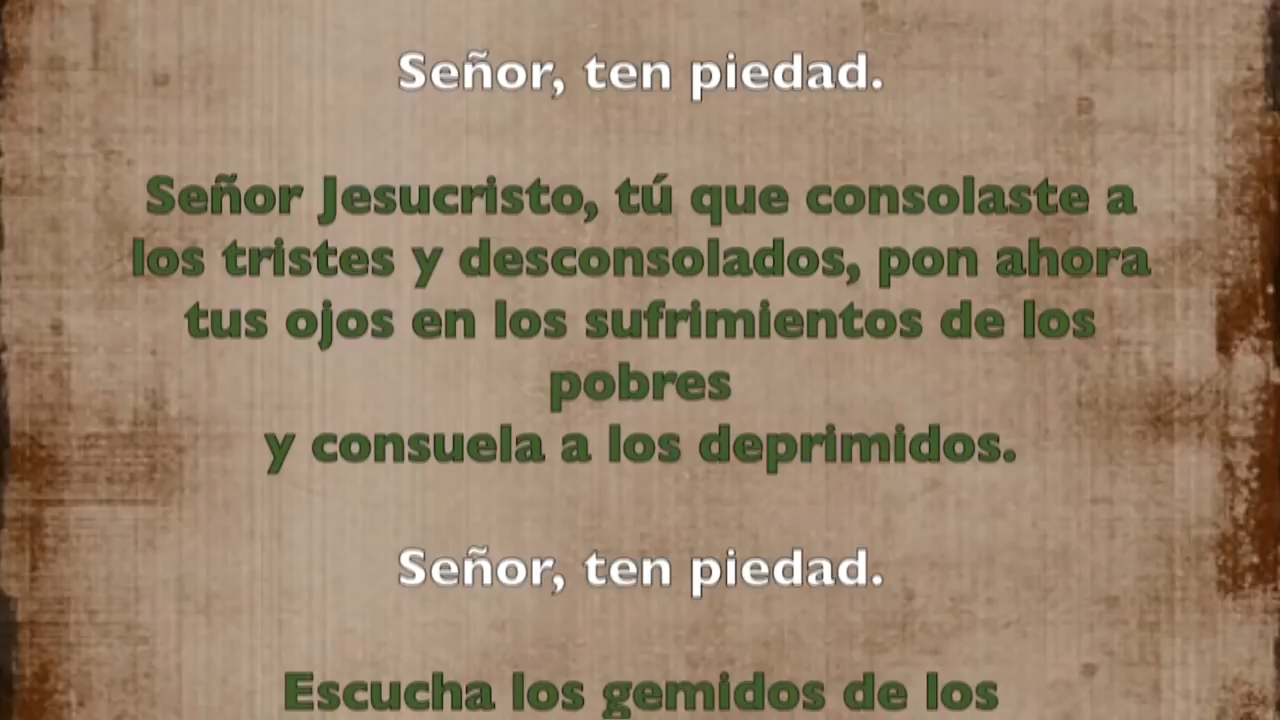 Señor, ten piedad.
Señor Jesucristo, tú que consolaste a
los tristes y desconsolados, pon ahora
tus ojos en los sufrimientos de los
pobres
y consuela a los deprimidos.
Señor, ten piedad.
Escucha los gemidos de los